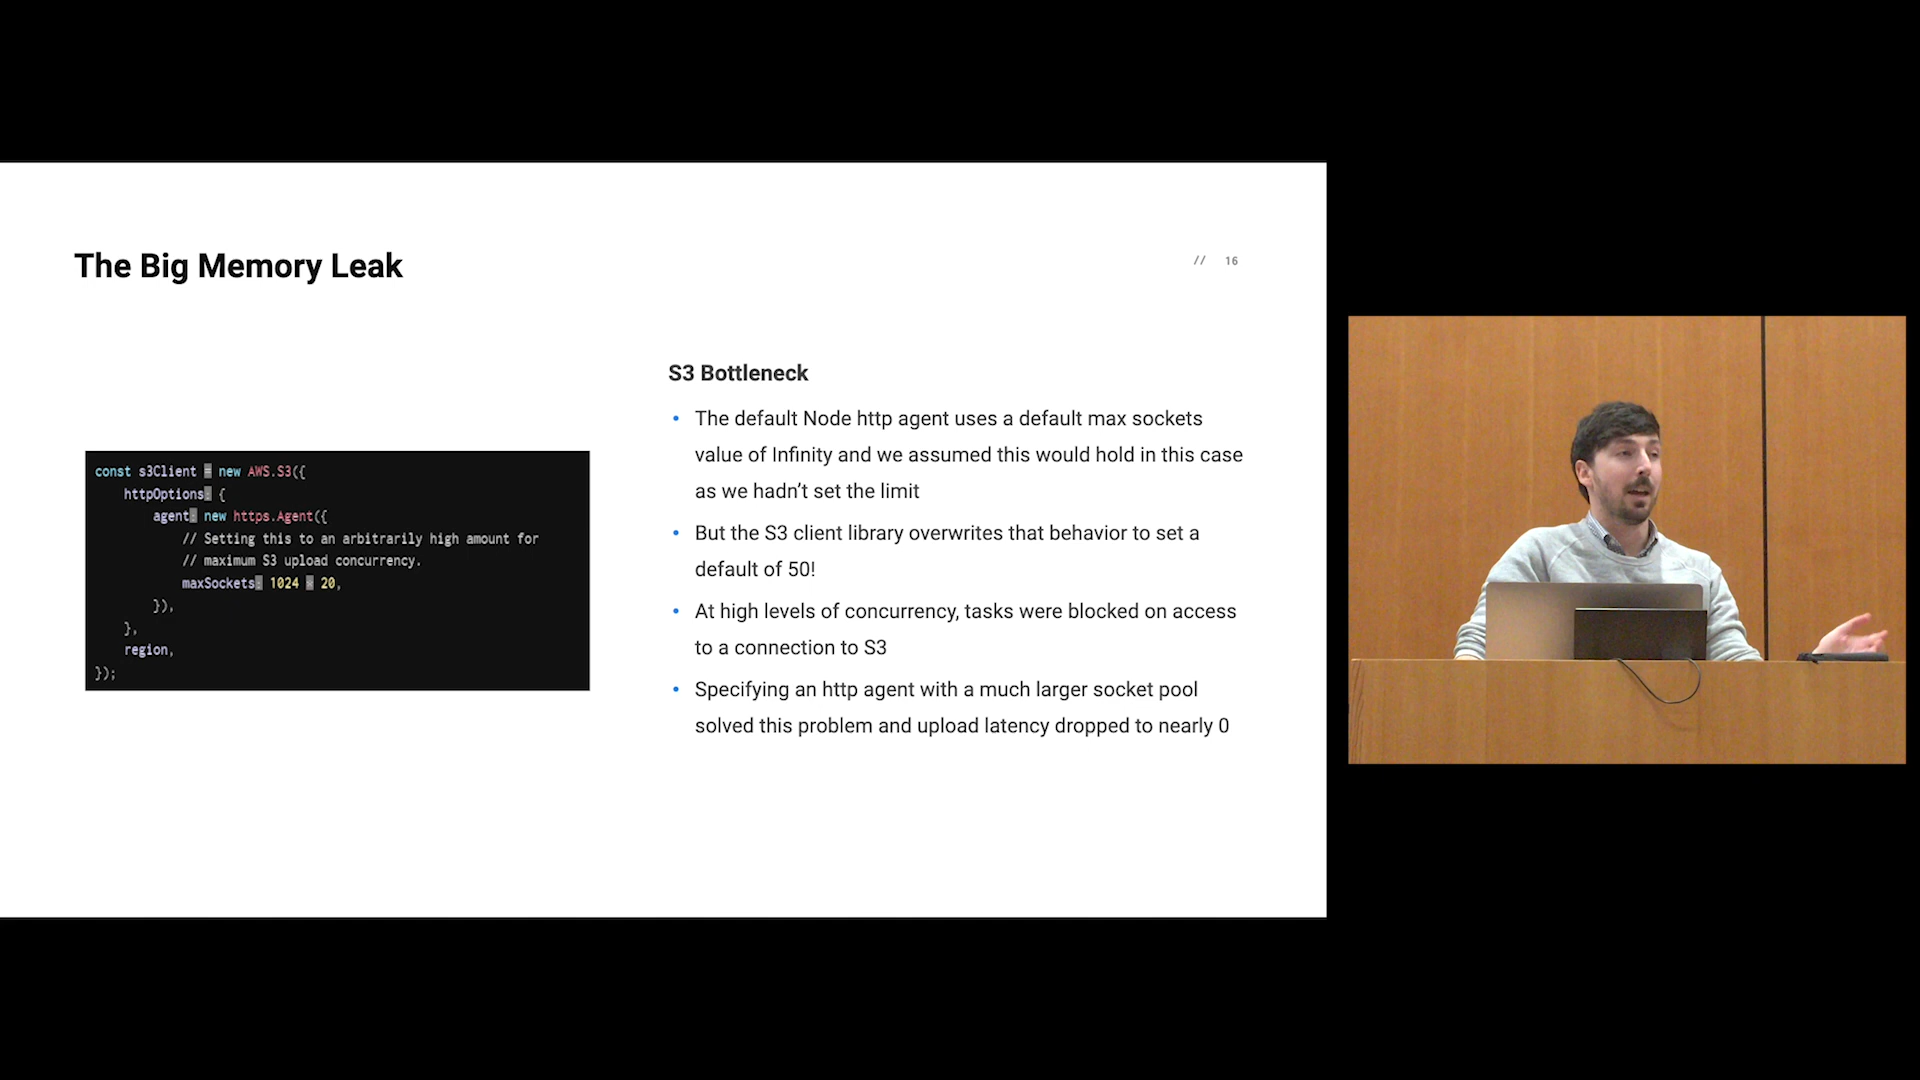 The Big Memory Leak
// 16
const s3Client = new AWS.S3({
httpOptions: {
agent: new https.Agent({
// Setting this to an arbitrarily high amount for
// maximum S3 upload concurrency.
maxSockets: 1024 * 20,
}),
},
region,
});
S3 Bottleneck
• The default Node http agent uses a default max sockets
value of Infinity and we assumed this would hold in this case
as we hadn’t set the limit
• But the S3 client library overwrites that behavior to set a
default of 50!
• At high levels of concurrency, tasks were blocked on access
to a connection to S3
• Specifying an http agent with a much larger socket pool
solved this problem and upload latency dropped to nearly 0